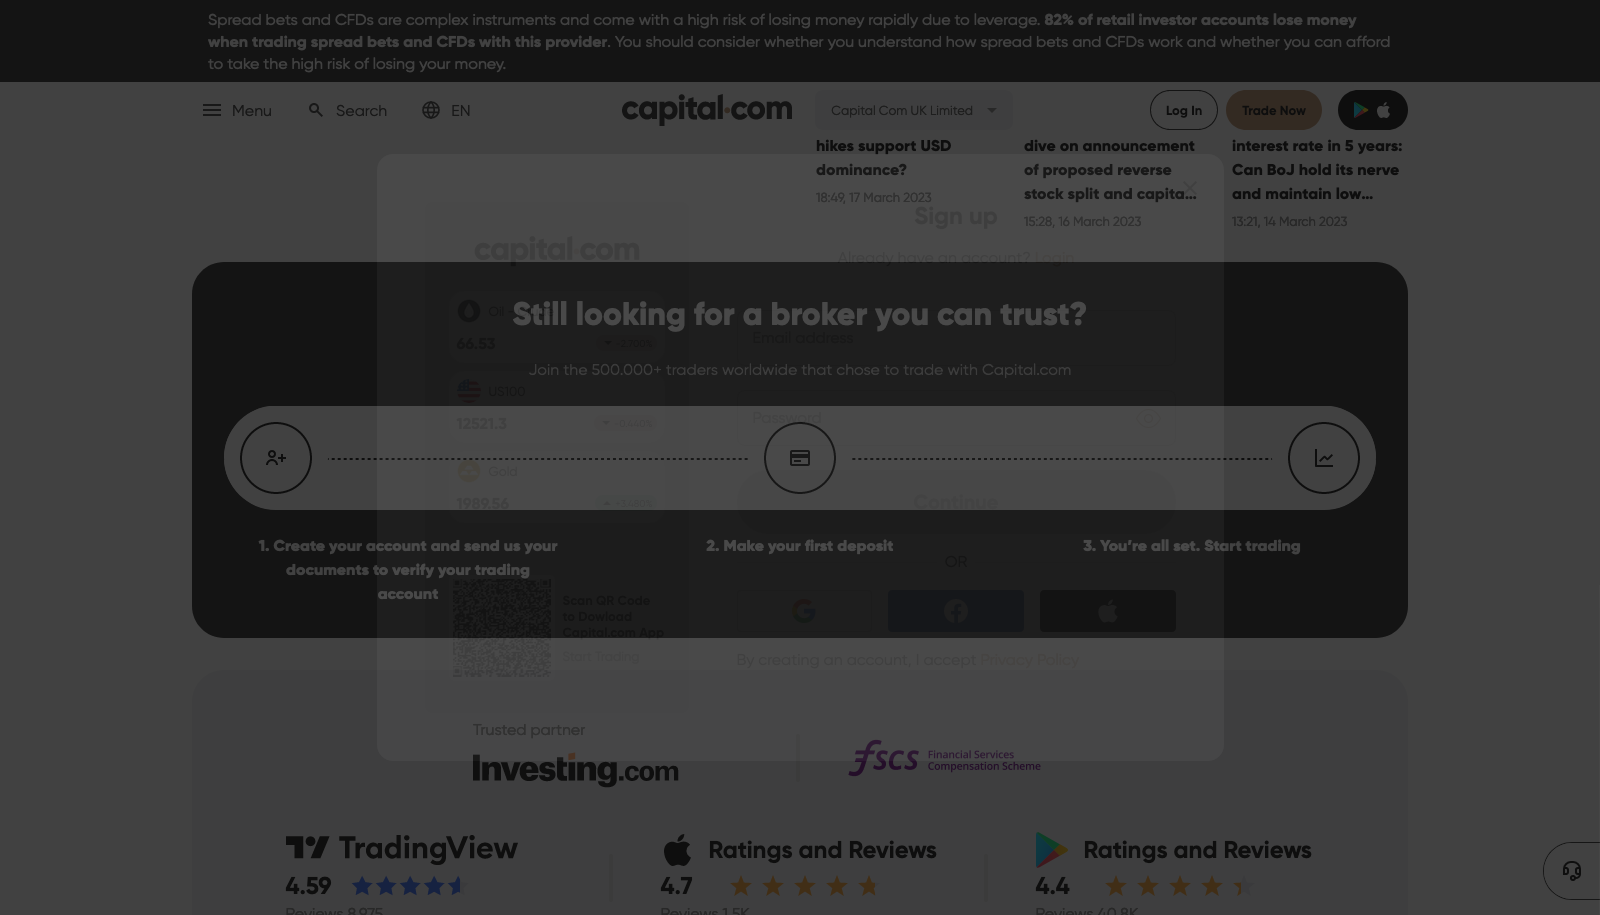 Spread bets and CFDs are complex instruments and come with a high risk of losing money rapidly due to leverage. 82% of retail investor accounts lose money
when trading spread bets and CFDs with this provider. You should consider whether you understand how spread bets and CFDs work and whether you can afford
to take the high risk of losing your money.
Menu
Search
EN
capital.com
Capital Com UK Limited
Log In
Trade Now
hikes support USD
dominance?
18:49, 17 March 2023
dive on announcement
of proposed reverse
stock split and capita...
15:28, 16 March 2023
interest rate in 5 years:
Can BoJ hold its nerve
and maintain low...
13:21, 14 March 2023
Sign up
Already have an account? Login
capital.com
Still looking for a broker you can trust?
Email address
66.53
Join the 500.000+ traders worldwide that chose to trade with Capital.com
US100
12521.3
Password
Gold
1989.56
Continue
1. Create your account and send us your
documents to verify your trading
account
2. Make your first deposit
3. You're all set. Start trading
OR
Scan QR Code
to Dowload
Capital.com App
Start Trading
By creating an account, I accept Privacy Policy
Trusted partner
Investing.com
fscs
Financial Services
Compensation Scheme
TradingView
4.59
Reviews 8,975
Ratings and Reviews
4.7
Reviews 1.5K
Ratings and Reviews
4.4
Reviews 40.8K